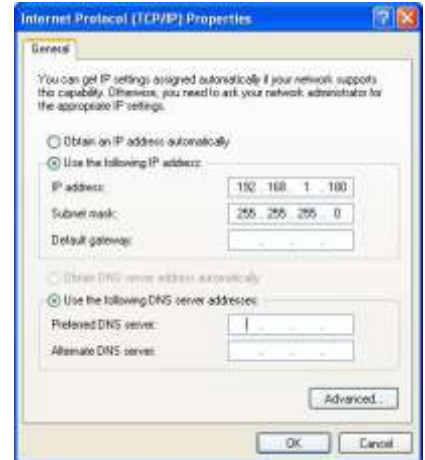 Internet Protocol (TCP/IP) Properties
General
You can get IP settings assigned automatically if your network supports
this capability. Otherwise, you need to ask your network administrator for
the appropriate IP settings.
Obtain an IP address automatically
Use the following IP address:
IP address: 192 . 168 . 1 . 180
Subnet mask: 255 . 255 . 255 . 0
Default gateway: . . .
Obtain DNS server address automatically
Use the following DNS server addresses:
Preferred DNS server: . . .
Alternate DNS server: . . .
Advanced...
OK Cancel